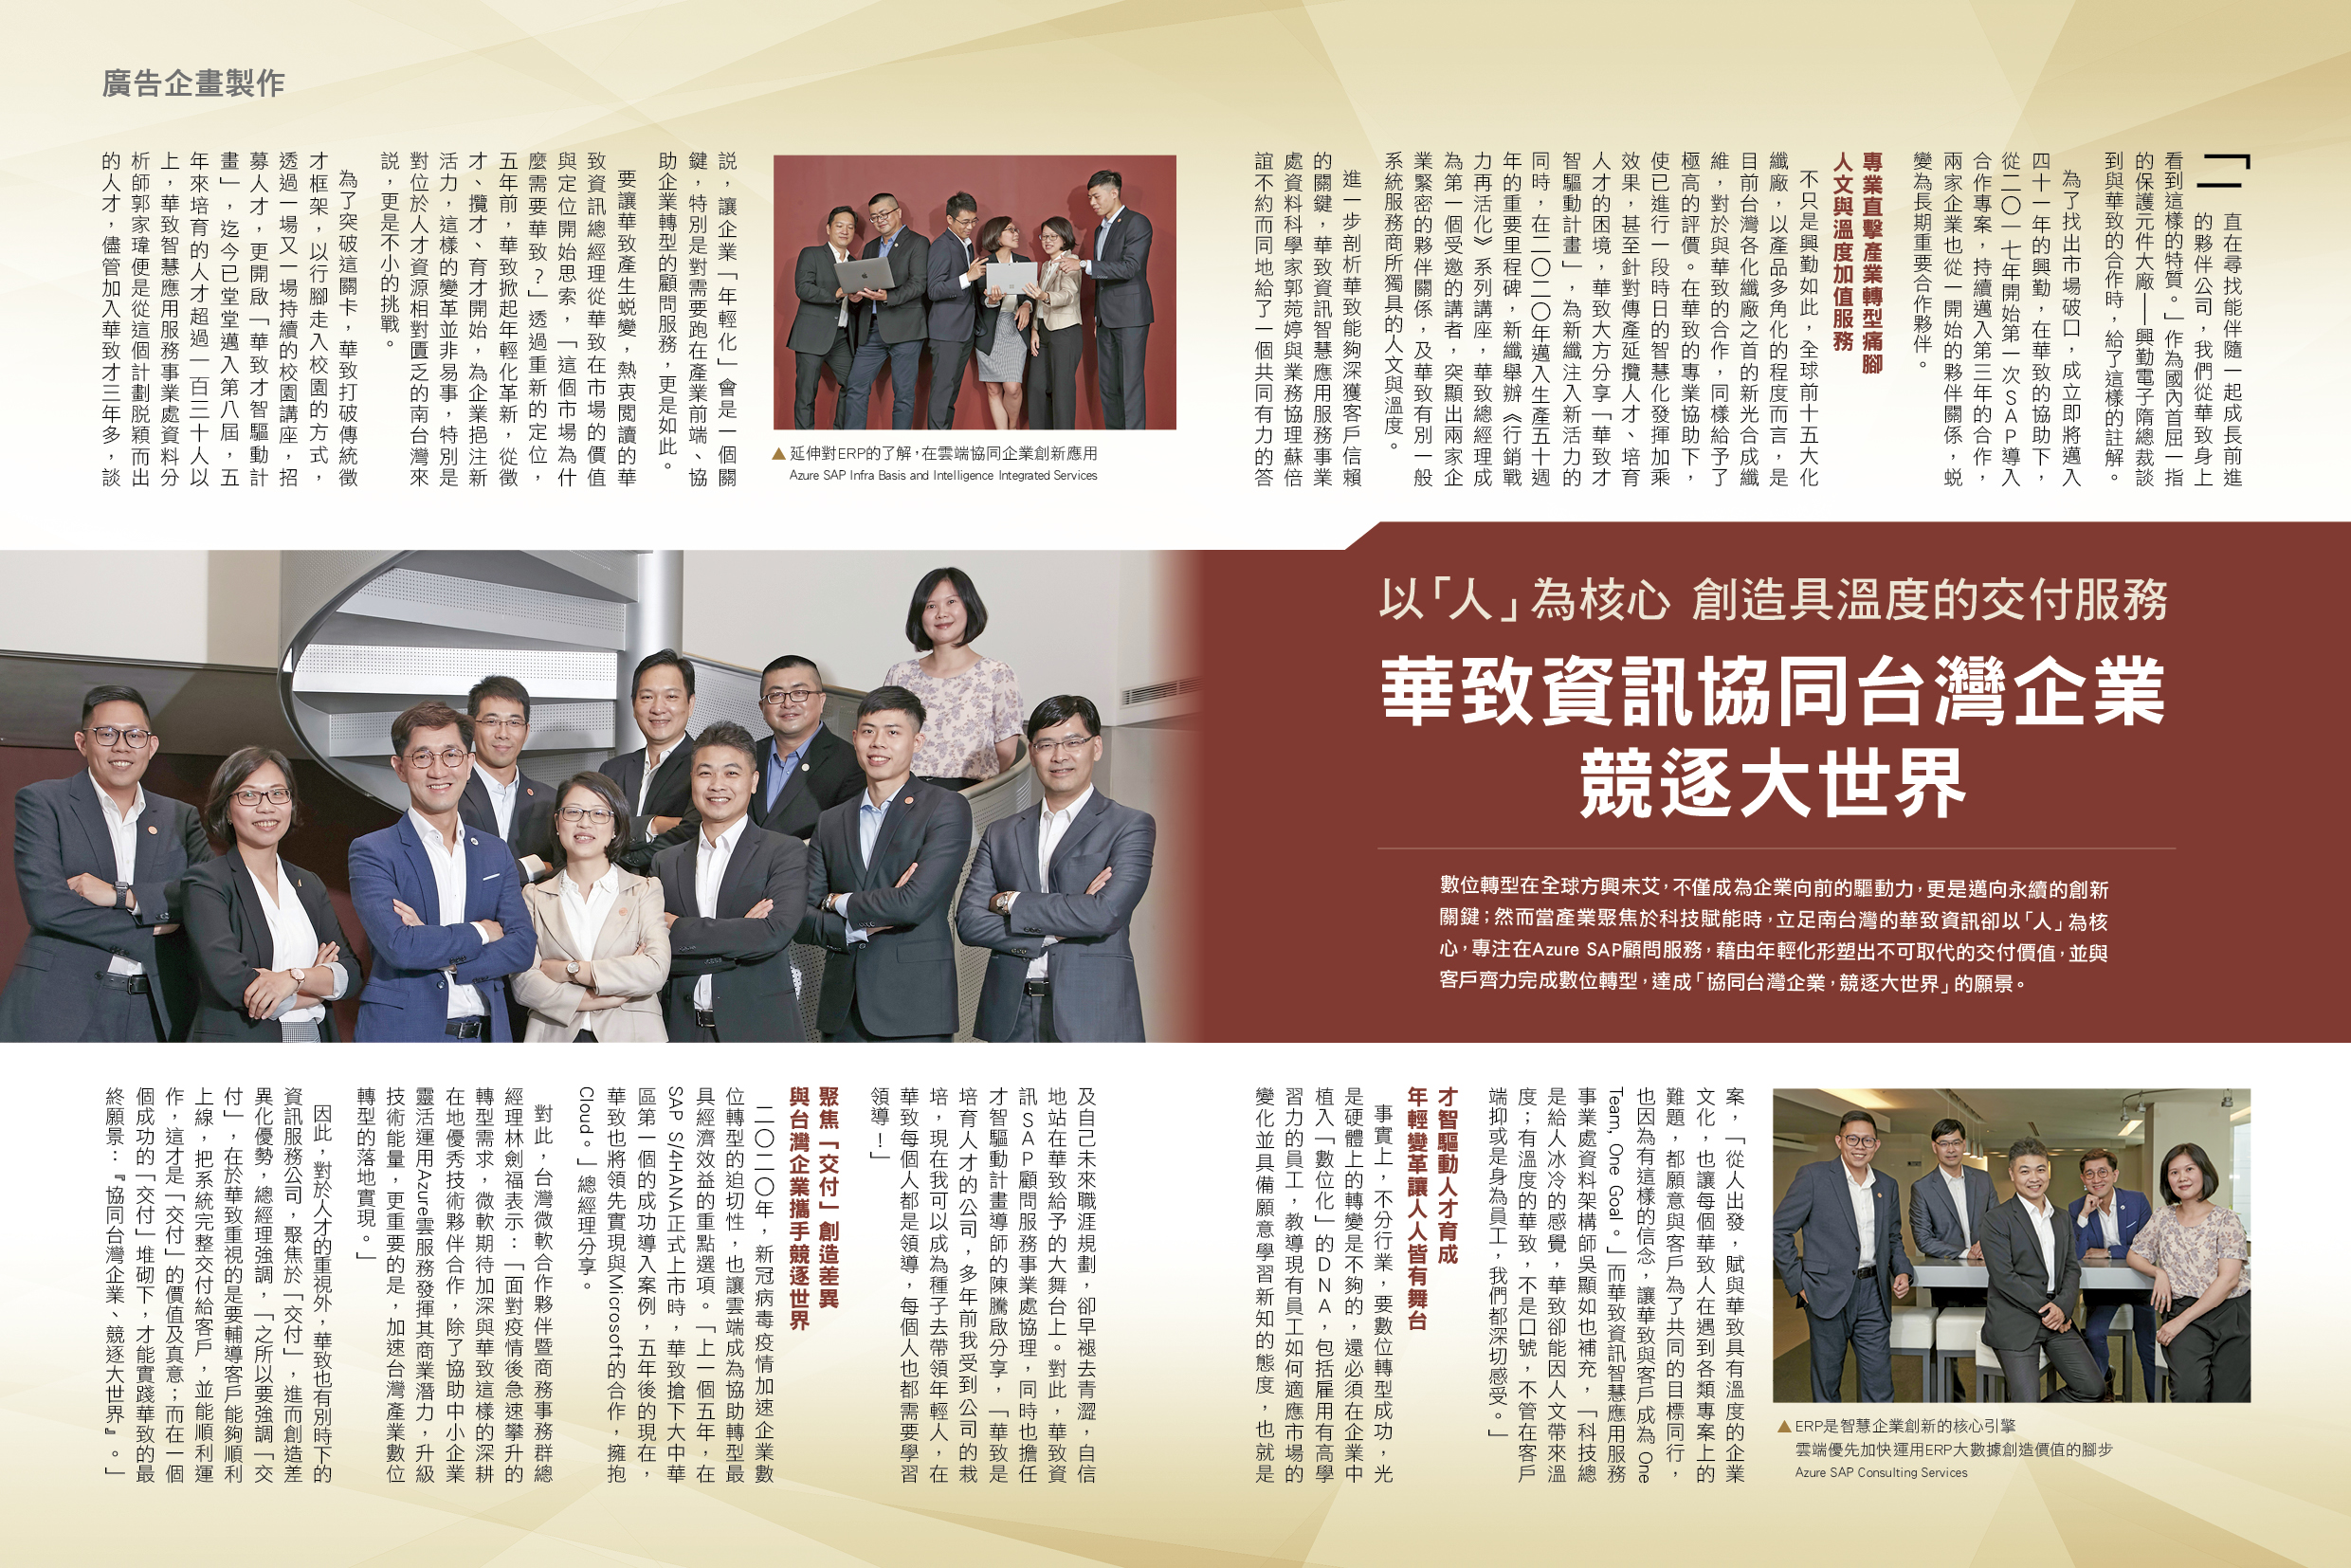 廣告企畫製作
以「人」為核心 創造具溫度的交付服務
華致資訊協同台灣企業
競逐大世界
數位轉型在全球方興未艾，不僅成為企業向前的驅動力，更是邁向永續的創新
關鍵；然而當產業聚焦於科技賦能時，立足南台灣的華致資訊卻以「人」為核
心，專注在Azure SAP顧問服務，藉由年輕化形塑出不可取代的交付價值，並與
客戶齊力完成數位轉型，達成「協同台灣企業，競逐大世界」的願景。
「一直在尋找能伴隨一起成長前進
的夥伴公司，我們從華致身上
看到這樣的特質。」作為國內首屈一指
的保護元件大廠——興勤電子隋總裁談
到與華致的合作時，給了這樣的註解。
為了找出市場破口，成立即將邁入
四十一年的興勤，在華致的協助下，
從二〇一七年開始第一次SAP導入
合作專案，持續邁入第三年的合作，
兩家企業也從一開始的夥伴關係，蛻
變為長期重要合作夥伴。
專業直擊產業轉型痛腳
人文與溫度加值服務
不只是興勤如此，全球前十五大化
纖廠，以產品多角化的程度而言，是
目前台灣各化纖廠之首的新光合成纖
維，對於與華致的合作，同樣給予了
極高的評價。在華致的專業協助下，
使已進行一段時日的智慧化發揮加乘
效果，甚至針對傳產延攬人才、培育
人才的困境，華致大方分享「華致才
智驅動計畫」，為新纖注入新活力的
同時，在二〇二〇年邁入生產五十週
年的重要里程碑，新纖舉辦《行銷戰
力再活化》系列講座，華致總經理成
為第一個受邀的講者，突顯出兩家企
業緊密的夥伴關係，及華致有別一般
系統服務商所獨具的人文與溫度。
進一步剖析華致能夠深獲客戶信賴
的關鍵，華致資訊智慧應用服務事業
處資料科學家郭苑婷與業務協理蘇倍
誼不約而同地給了一個共同有力的答
案，「從人出發，賦與華致具有溫度的企業
文化，也讓每個華致人在遇到各類專案上的
難題，都願意與客戶為了共同的目標同行，
也因為有這樣的信念，讓華致與客戶成為 One
Team, One Goal。」而華致資訊智慧應用服務
事業處資料架構師吳顯如也補充，「科技總
是給人冰冷的感覺，華致卻能因人文帶來溫
度；有溫度的華致，不是口號，不管在客戶
端抑或是身為員工，我們都深切感受。」
才智驅動人才育成
年輕變革讓人人皆有舞台
事實上，不分行業，要數位轉型成功，光
是硬體上的轉變是不夠的，還必須在企業中
植入「數位化」的DNA，包括雇用有高學
習力的員工，教導現有員工如何適應市場的
變化並具備願意學習新知的態度，也就是
說，讓企業「年輕化」會是一個關
鍵，特別是對需要跑在產業前端、協
助企業轉型的顧問服務，更是如此。
要讓華致產生蛻變，熱衷閱讀的華
致資訊總經理從華致在市場的價值
與定位開始思索，「這個市場為什
麼需要華致？」透過重新的定位，
五年前，華致掀起年輕化革新，從徵
才、攬才、育才開始，為企業挹注新
活力，這樣的變革並非易事，特別是
對位於人才資源相對匱乏的南台灣來
說，更是不小的挑戰。
為了突破這關卡，華致打破傳統徵
才框架，以行腳走入校園的方式，
透過一場又一場持續的校園講座，招
募人才，更開啟「華致才智驅動計
畫」，迄今已堂堂邁入第八屆，五
年來培育的人才超過一百三十人以
上，華致智慧應用服務事業處資料分
析師郭家瑋便是從這個計劃脱穎而出
的人才，儘管加入華致才三年多，談
及自己未來職涯規劃，卻早褪去青澀，自信
地站在華致給予的大舞台上。對此，華致資
訊SAP顧問服務事業處協理，同時也擔任
才智驅動計畫導師的陳騰啟分享，「華致是
培育人才的公司，多年前我受到公司的栽
培，現在我可以成為種子去帶領年輕人，在
華致每個人都是領導，每個人也都需要學習
領導！」
聚焦「交付」創造差異
與台灣企業攜手競逐世界
二〇二〇年，新冠病毒疫情加速企業數
位轉型的迫切性，也讓雲端成為協助轉型最
具經濟效益的重點選項。「上一個五年，在
SAP S/4HANA正式上市時，華致搶下大中華
區第一個的成功導入案例，五年後的現在，
華致也將領先實現與Microsoft的合作，擁抱
Cloud。」總經理分享。
對此，台灣微軟合作夥伴暨商務事務群總
經理林劍福表示：「面對疫情後急速攀升的
轉型需求，微軟期待加深與華致這樣的深耕
在地優秀技術夥伴合作，除了協助中小企業
靈活運用Azure雲服務發揮其商業潛力，升級
技術能量，更重要的是，加速台灣產業數位
轉型的落地實現。」
因此，對於人才的重視外，華致也有別時下的
資訊服務公司，聚焦於「交付」，進而創造差
異化優勢，總經理強調，「之所以要強調「交
付」，在於華致重視的是要輔導客戶能夠順利
上線，把系統完整交付給客戶，並能順利運
作，這才是「交付」的價值及真意；而在一個
個成功的「交付」堆砌下，才能實踐華致的最
終願景：『協同台灣企業、競逐大世界』。」
▲延伸對ERP的了解，在雲端協同企業創新應用
Azure SAP Infra Basis and Intelligence Integrated Services
▲ERP是智慧企業創新的核心引擎
雲端優先加快運用ERP大數據創造價值的腳步
Azure SAP Consulting Services